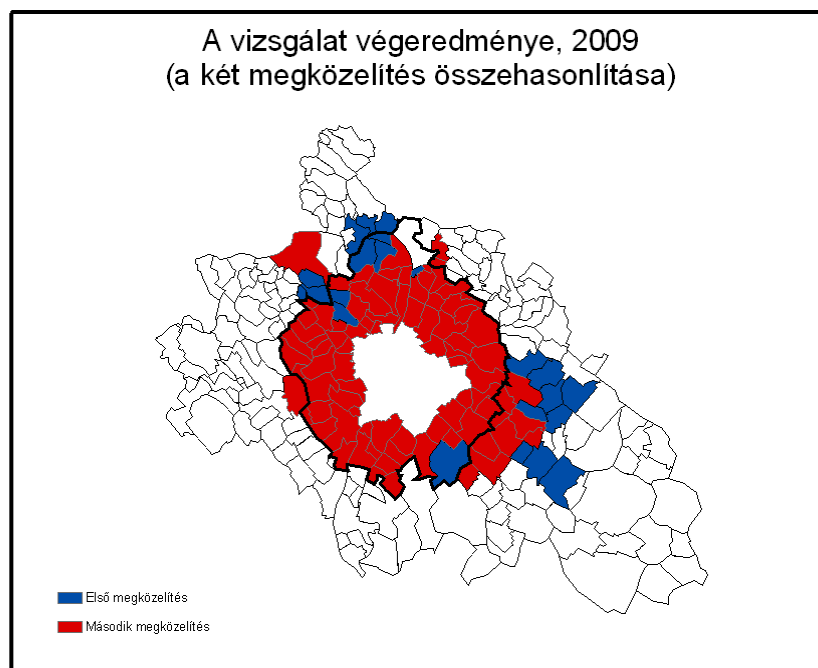 A vizsgálat végeredménye, 2009
(a két megközelítés összehasonlítása)
Első megközelítés
Második megközelítés